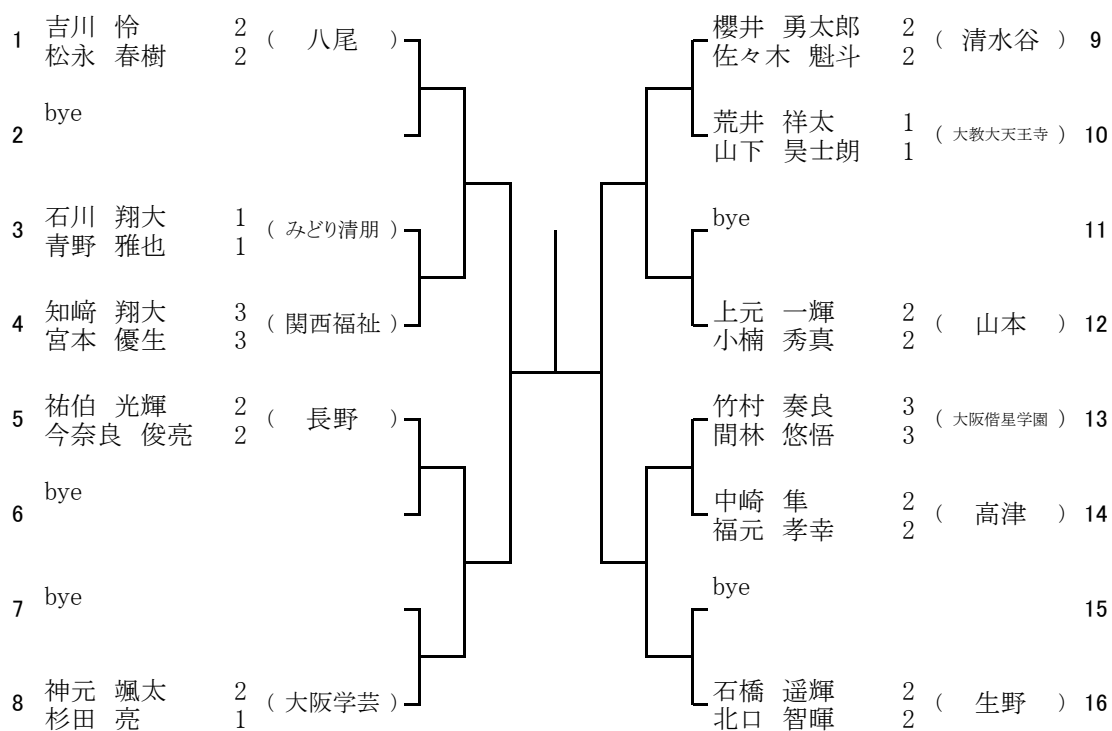 1 吉川 怜 2 ( 八尾 )
松永 春樹 2
2 bye
3 石川 翔大 1 ( みどり清朋 )
青野 雅也 1
4 知﨑 翔大 3 ( 関西福祉 )
宮本 優生 3
5 祐伯 光輝 2 ( 長野 )
今奈良 俊亮 2
6 bye
7 bye
8 神元 颯太 2 ( 大阪学芸 )
杉田 亮 1
櫻井 勇太郎 2 ( 清水谷 ) 9
佐々木 魁斗 2
荒井 祥太 1 ( 大教大天王寺 ) 10
山下 昊士朗 1
bye 11
上元 一輝 2 ( 山本 ) 12
小楠 秀真 2
竹村 奏良 3 ( 大阪偕星学園 ) 13
間林 悠悟 3
中崎 隼 2 ( 高津 ) 14
福元 孝幸 2
bye 15
石橋 遥輝 2 ( 生野 ) 16
北口 智暉 2